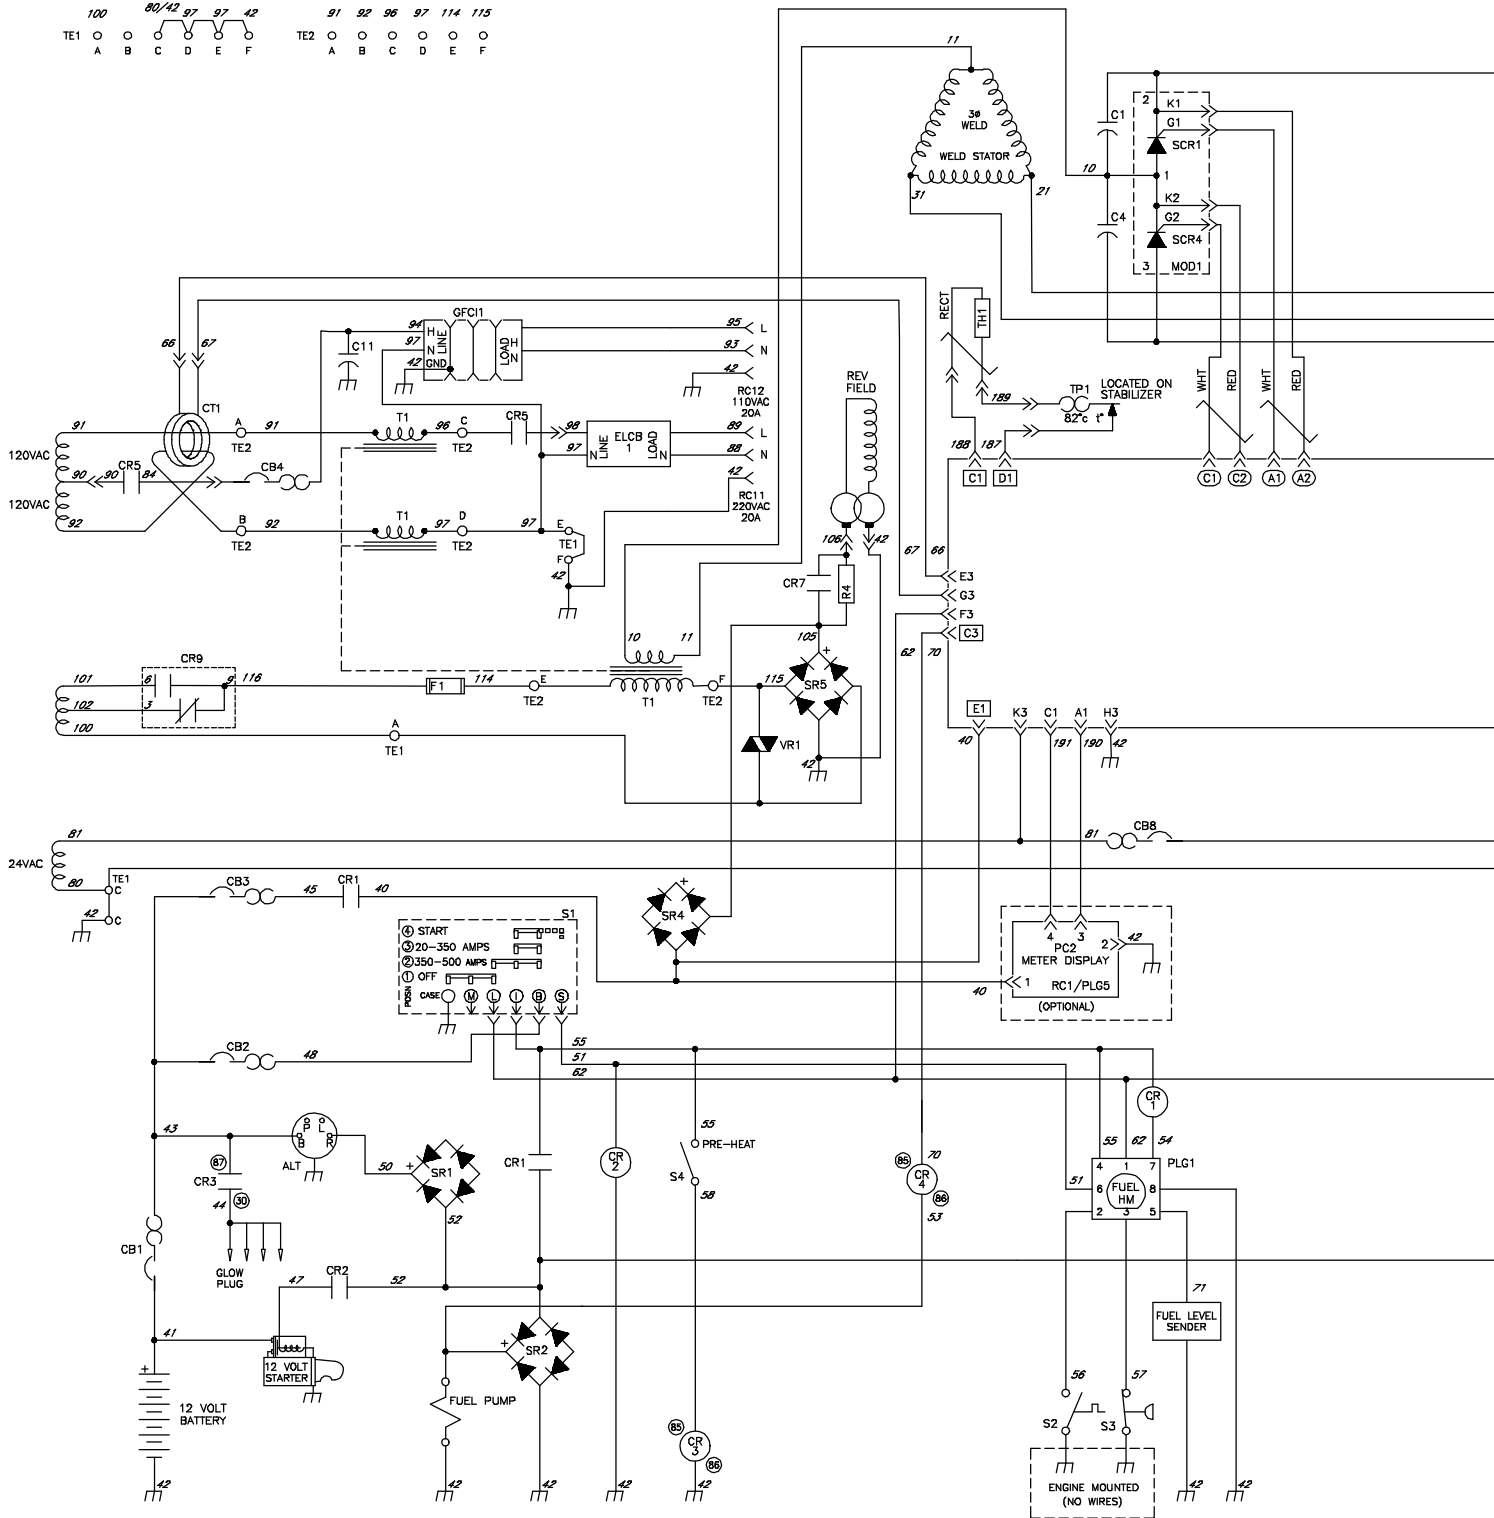 100 80/42 97 97 42 91 92 96 97 114 115
TE1 TE2
A B C D E F A B C D E F
11
3ø
WELD
WELD STATOR
31 21
10
C1
C4
2 K1
G1
SCR1
1
K2
G2
SCR4
3 MOD1
66 67
CT1
GFCI1
94 H
97 N
42 GND
LINE
LOAD
H
N
C11
95 L
93 N
42
RC12
110VAC
20A
89 L
88 N
42
RC11
220VAC
20A
REV
FIELD
RECT
TH1
189
TP1
82°c t°
LOCATED ON
STABILIZER
WHT RED WHT RED
188 187
C1 D1 C1 C2 A1 A2
120VAC
120VAC
91 A 91 T1 96 C CR5 98
TE2 TE2
ELCB
1
LINE
LOAD
97 N N
90 90 CR5 84 CB4
92 B 92 T1 97 D 97 E
TE2 TE2
TE1
F
42
106 42
CR7 R4
67 66
E3
G3
F3
C3
62 70
10 11
105
CR9
101 6 9 116
102 3
100
F1 114 E
TE2
T1
F
TE2
115
SR5
+
VR1
42
A
TE1
E1 K3 C1 A1 H3
40 191 190 42
81
24VAC
80
TE1
C
42 C
81 CB8
CB3 45 CR1 40
SR4
+
S1
4 START
3 20-350 AMPS
2 350-500 AMPS
1 OFF
POSN
CASE M L I B S
4 3
PC2
METER DISPLAY
2 42
40 1
RC1/PLG5
(OPTIONAL)
CB2 48
55
51
62
43
P L
B R
ALT
50
+
SR1
52
87
CR3
30
44
GLOW
PLUG
CR1
CR
2
55
PRE-HEAT
S4
58
85
CR
4
86
70
53
CR
1
55 62 54
PLG1
4 1 7
6 8
2 3 5
FUEL
HM
51
CB1
47 CR2 52
41
12 VOLT
STARTER
+
12 VOLT
BATTERY
+
SR2
FUEL PUMP
85
CR
3
86
71
FUEL LEVEL
SENDER
56 57
S2 S3
ENGINE MOUNTED
(NO WIRES)
42 42 42 42 42 42 42